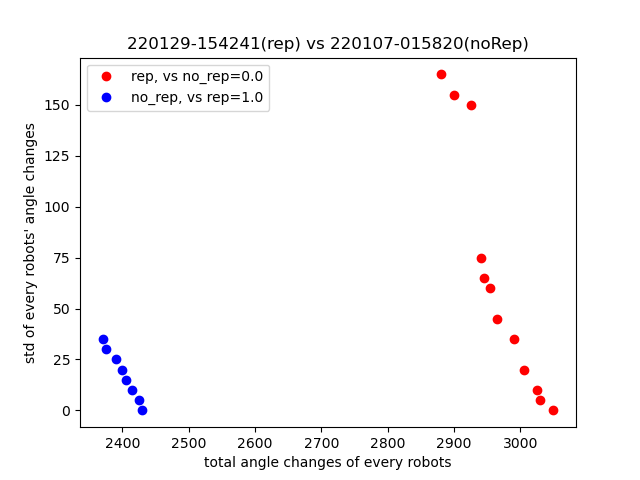 220129-154241(rep) vs 220107-015820(noRep)
rep, vs no_rep=0.0
no_rep, vs rep=1.0
std of every robots' angle changes
150
125
100
75
50
25
0
2400 2500 2600 2700 2800 2900 3000
total angle changes of every robots